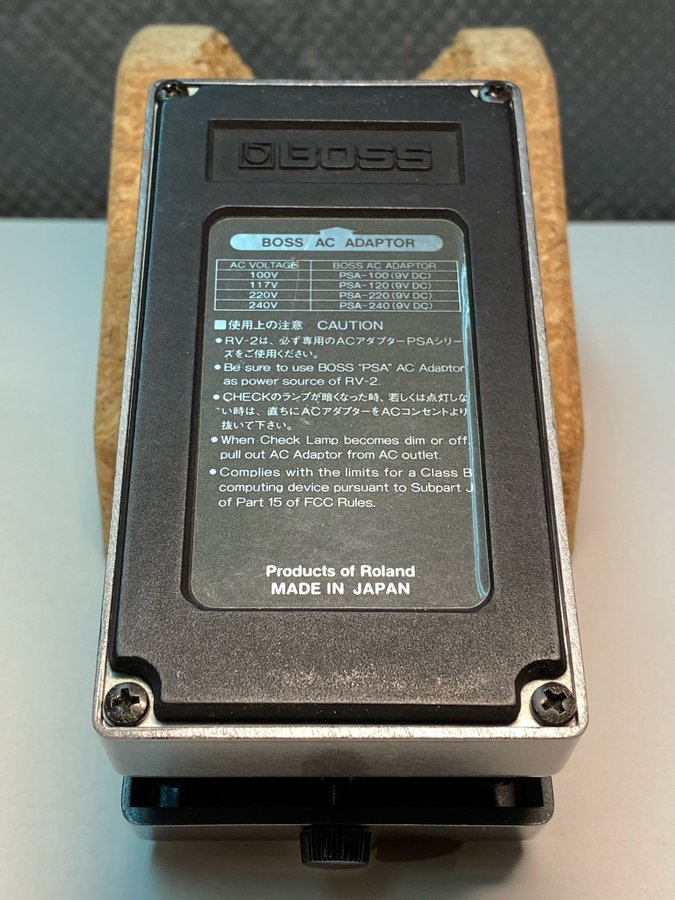 BOSS
BOSS AC ADAPTOR
AC VOLTAGE BOSS AC ADAPTOR
100V PSA-100(9V DC)
117V PSA-120(9V DC)
220V PSA-220(9V DC)
240V PSA-240(9V DC)
■使用上の注意 CAUTION
●RV-2は、必ず専用のACアダプターPSAシリー
ズをご使用ください。
●Be sure to use BOSS "PSA" AC Adaptor
as power source of RV-2.
●CHECKのランプが暗くなった時、若しくは点灯しな
い時は、直ちにACアダプターをACコンセントより
抜いて下さい。
●When Check Lamp becomes dim or off,
pull out AC Adaptor from AC outlet.
●Complies with the limits for a Class B
computing device pursuant to Subpart J
of Part 15 of FCC Rules.
Products of Roland
MADE IN JAPAN